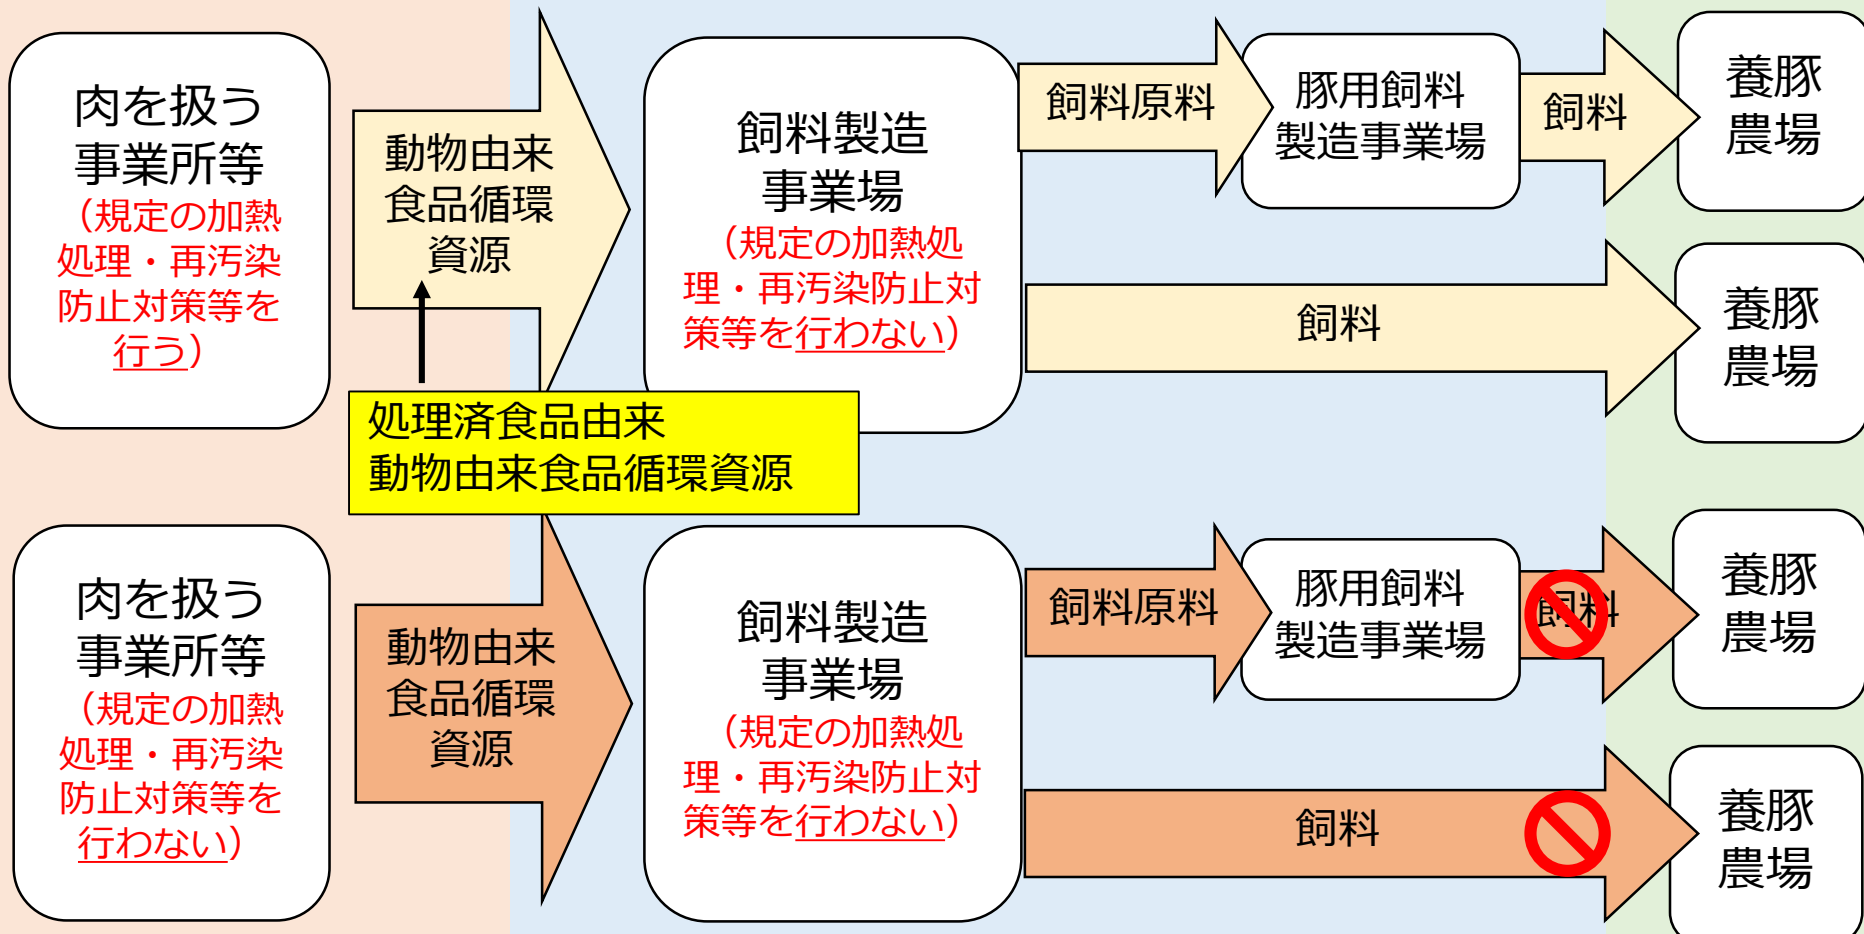 肉を扱う
事業所等
（規定の加熱
処理・再汚染
防止対策等を
行う）
動物由来
食品循環
資源
処理済食品由来
動物由来食品循環資源
飼料製造
事業場
（規定の加熱処
理・再汚染防止対
策等を行わない）
飼料原料
豚用飼料
製造事業場
飼料
養豚
農場
飼料
養豚
農場
肉を扱う
事業所等
（規定の加熱
処理・再汚染
防止対策等を
行わない）
動物由来
食品循環
資源
飼料製造
事業場
（規定の加熱処
理・再汚染防止対
策等を行わない）
飼料原料
豚用飼料
製造事業場
飼料
養豚
農場
飼料
養豚
農場